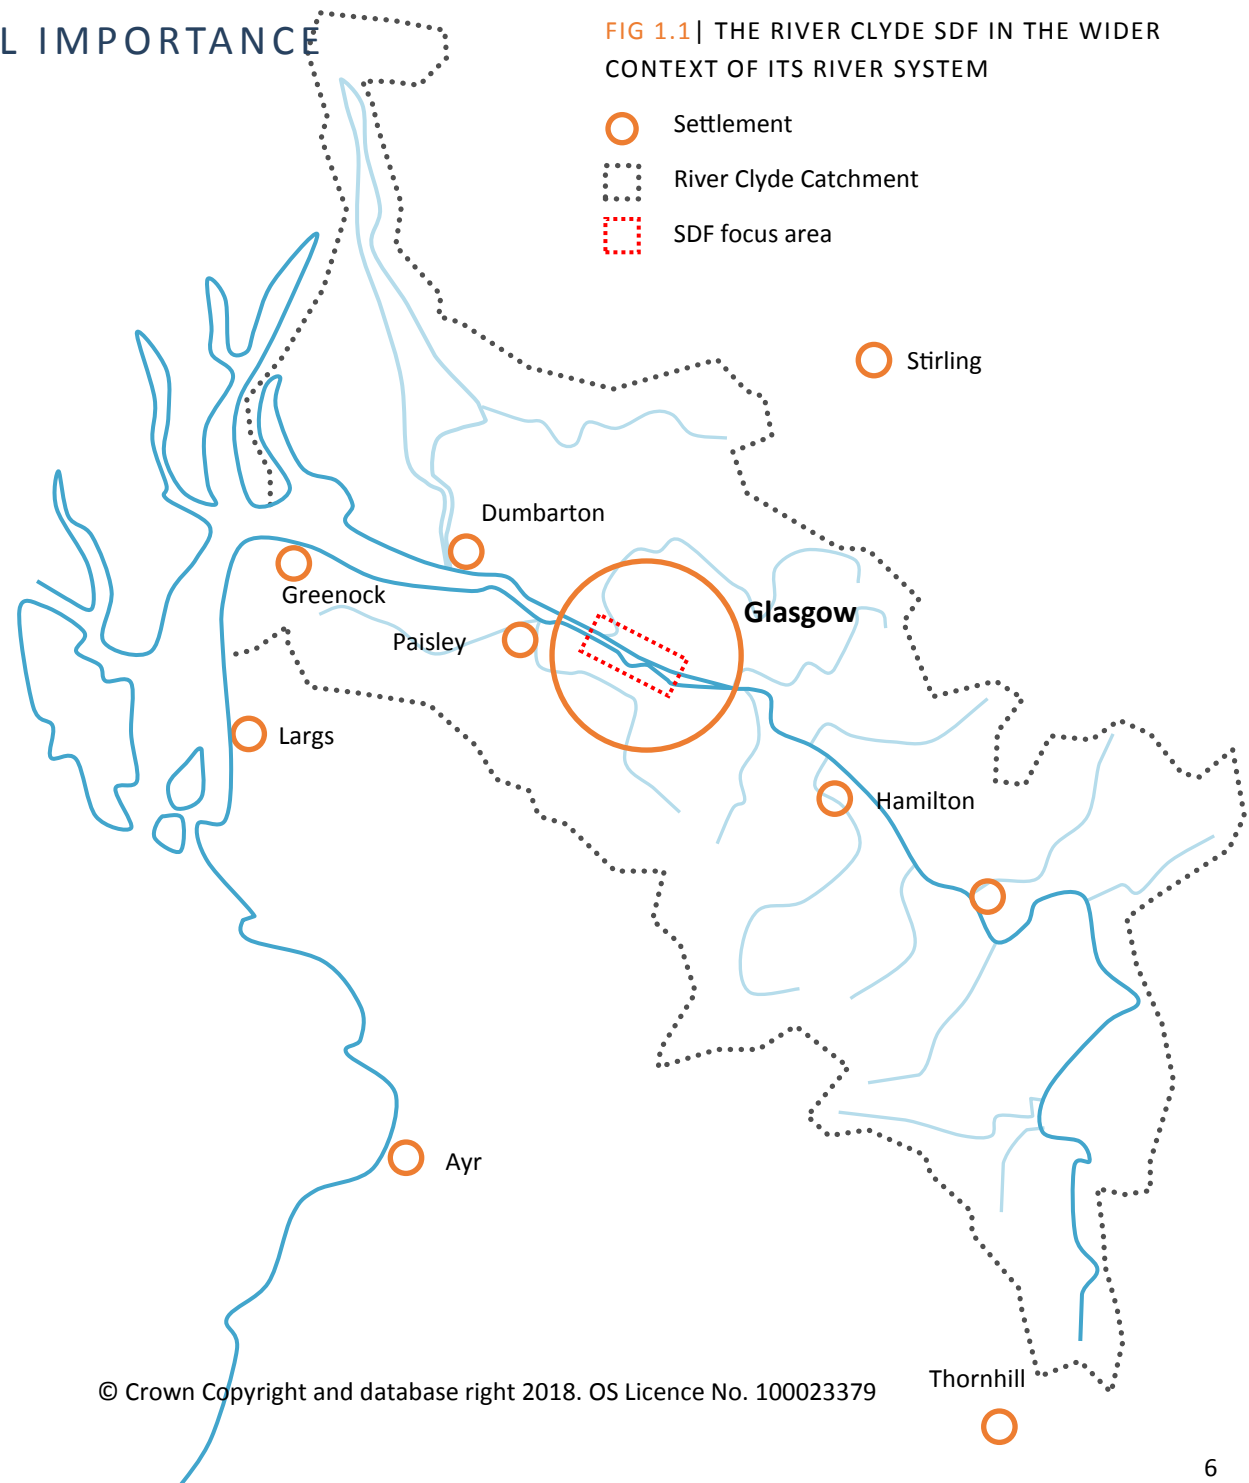 L IMPORTANCE
FIG 1.1| THE RIVER CLYDE SDF IN THE WIDER
CONTEXT OF ITS RIVER SYSTEM
Settlement
River Clyde Catchment
SDF focus area
Stirling
Dumbarton
Greenock
Glasgow
Paisley
Largs
Hamilton
Ayr
Thornhill
© Crown Copyright and database right 2018. OS Licence No. 100023379
6